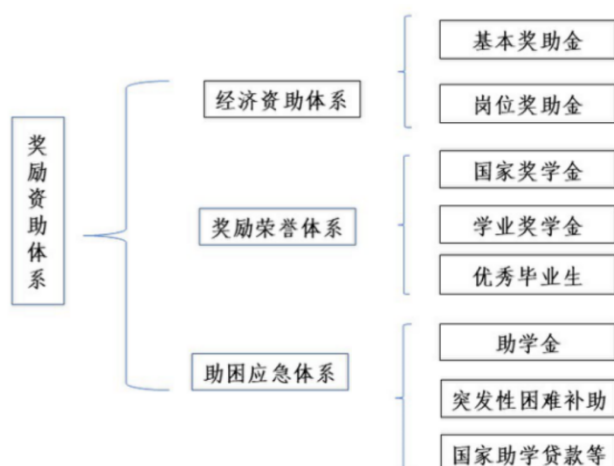 奖励资助体系
经济资助体系
基本奖助金
岗位奖助金
奖励荣誉体系
国家奖学金
学业奖学金
优秀毕业生
助困应急体系
助学金
突发性困难补助
国家助学贷款等